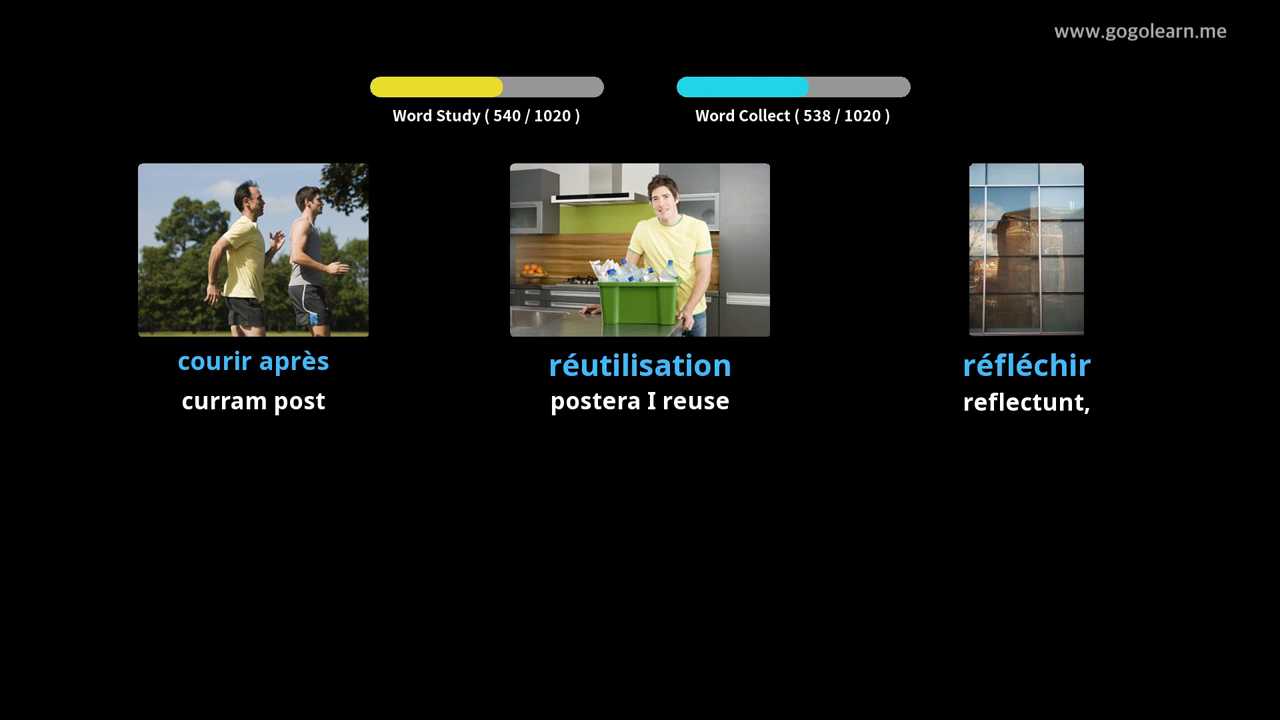 www.gogolearn.me
Word Study ( 540 / 1020 )
Word Collect ( 538 / 1020 )
courir après
réutilisation
réfléchir
curram post
postera I reuse
reflectunt,